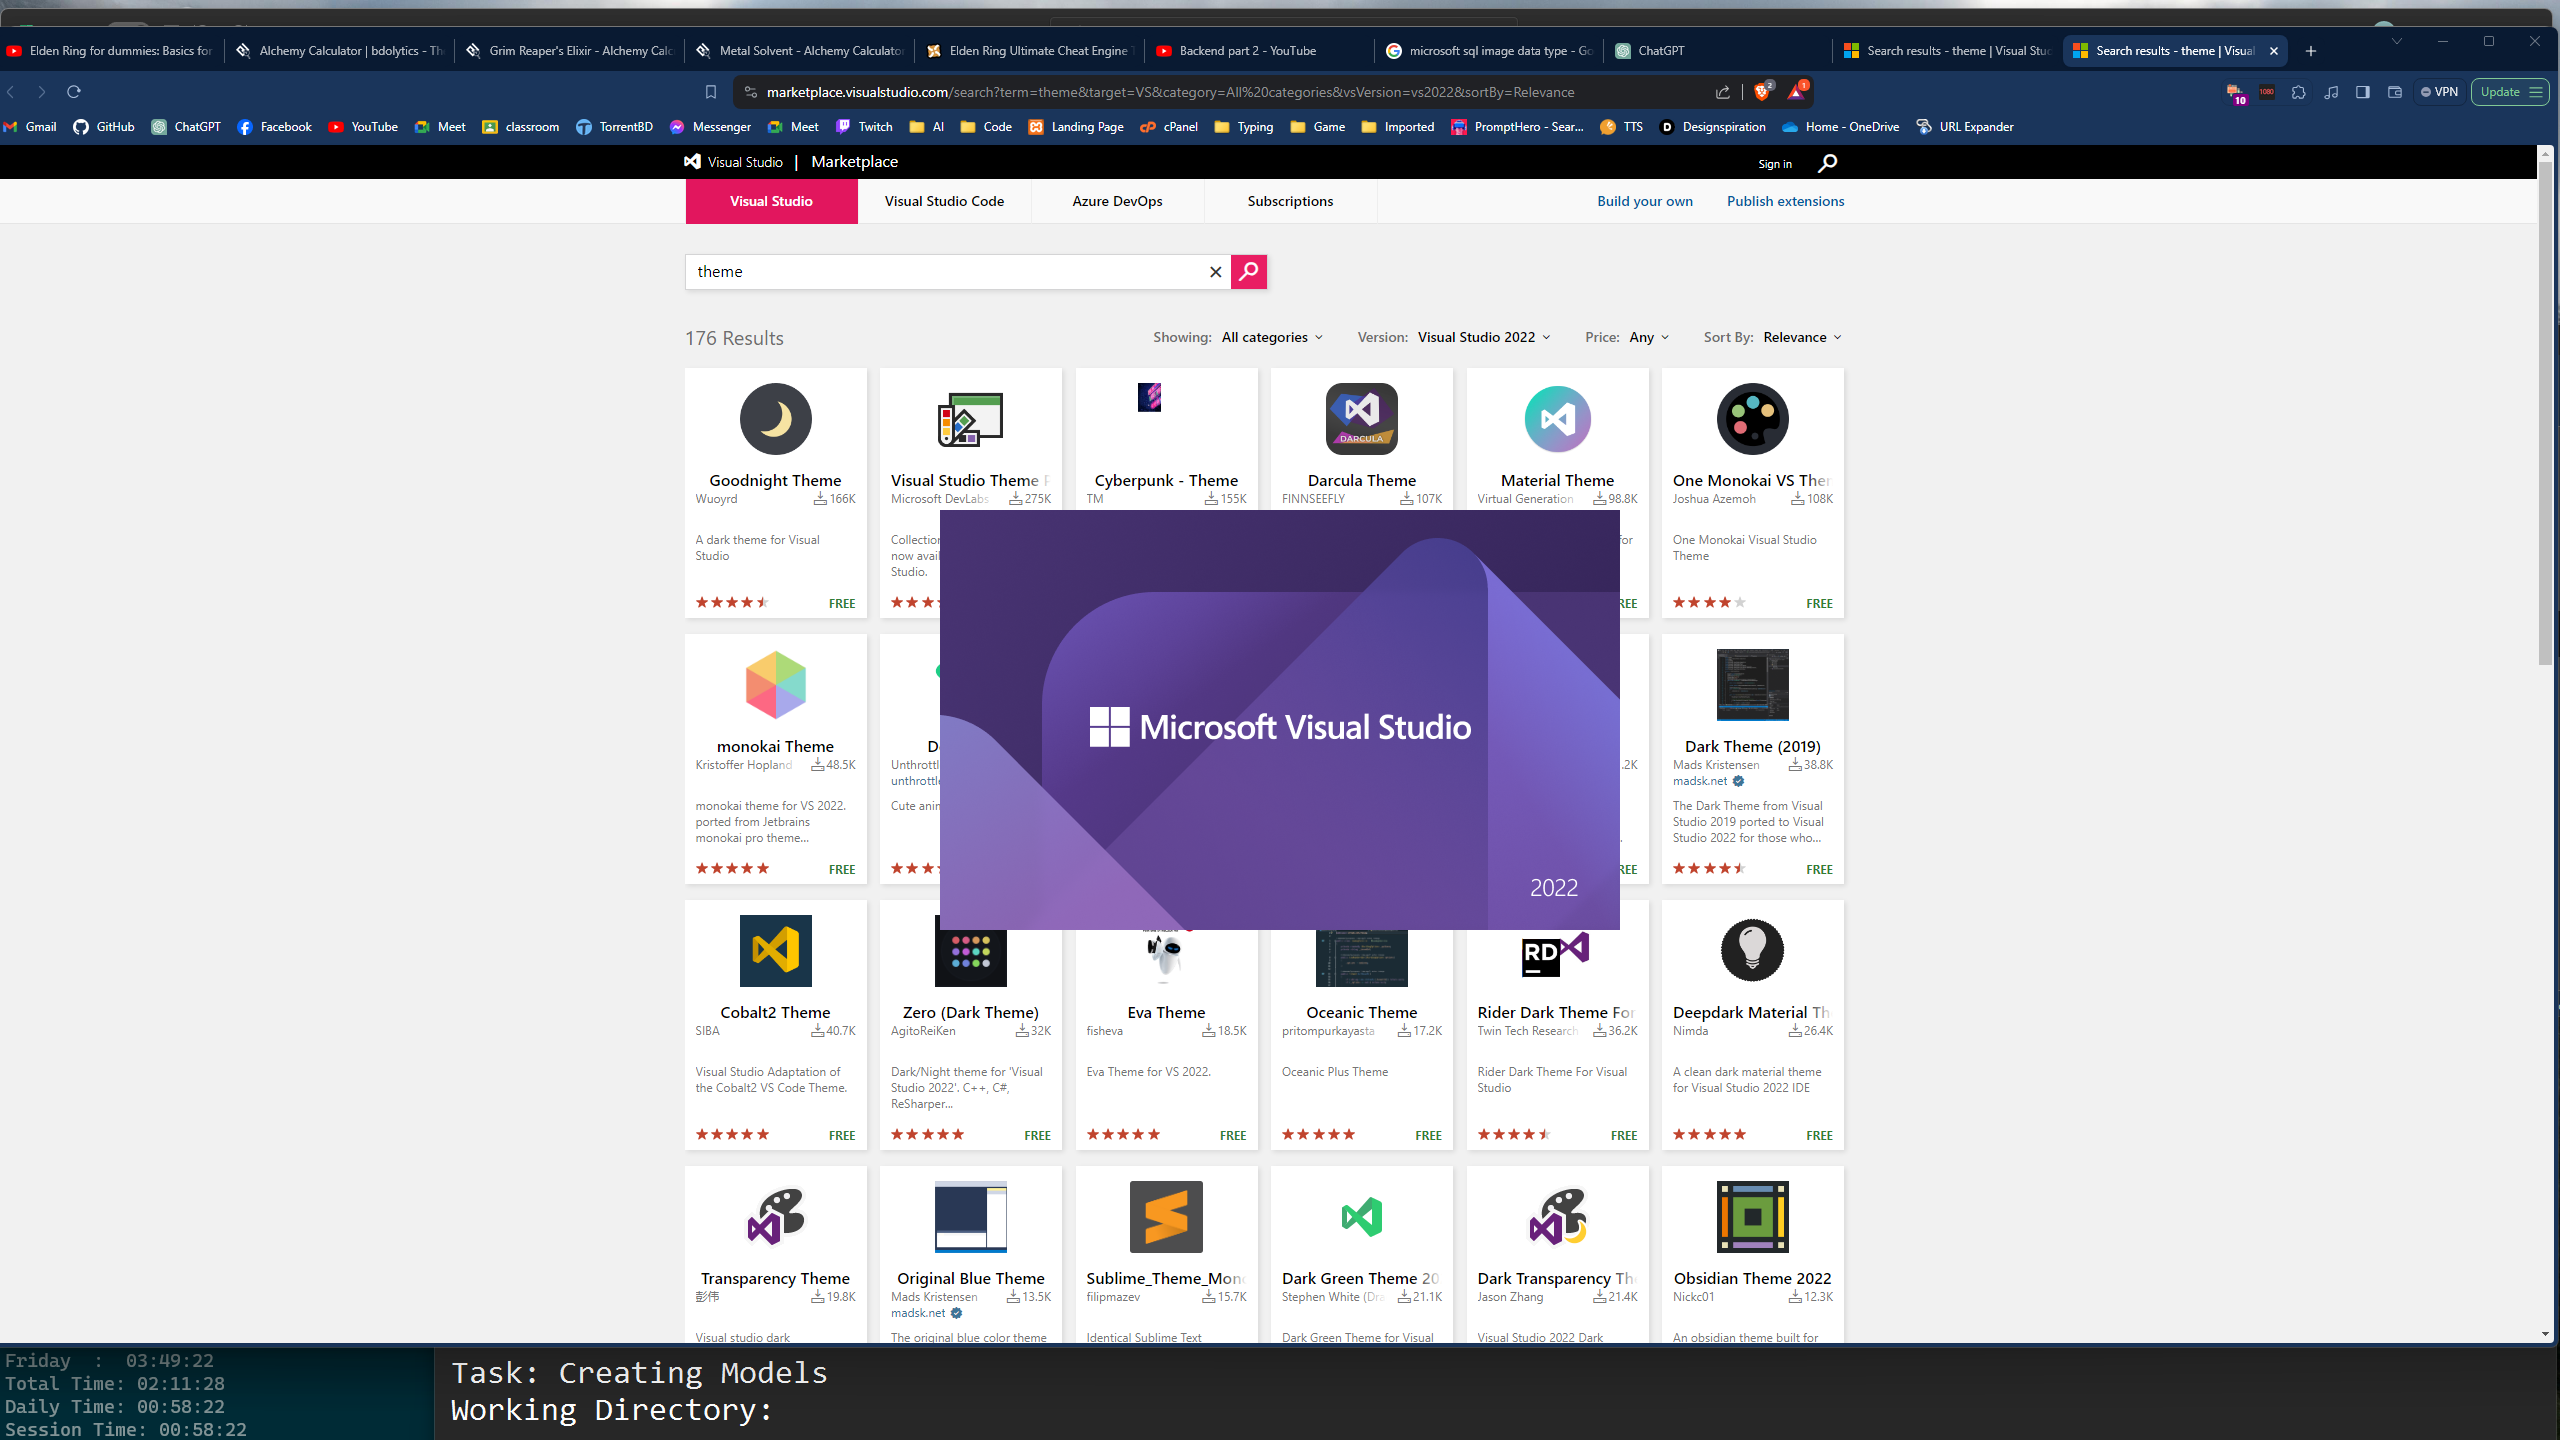 Elden Ring for dummies: Basics for
Alchemy Calculator | bdolytics - Th
Grim Reaper's Elixir - Alchemy Calc
Metal Solvent - Alchemy Calculator
Elden Ring Ultimate Cheat Engine T
Backend part 2 - YouTube
microsoft sql image data type - Go
ChatGPT
Search results - theme | Visual Stud
Search results - theme | Visual
marketplace.visualstudio.com/search?term=theme&target=VS&category=All%20categories&vsVersion=vs2022&sortBy=Relevance
2
1
10
1080
VPN
Update
Gmail GitHub ChatGPT Facebook YouTube Meet classroom TorrentBD Messenger Meet Twitch AI Code Landing Page cPanel Typing Game Imported PromptHero - Sear... TTS Designspiration Home - OneDrive URL Expander
Visual Studio | Marketplace
Sign in
Visual Studio
Visual Studio Code
Azure DevOps
Subscriptions
Build your own
Publish extensions
theme
176 Results
Showing: All categories
Version: Visual Studio 2022
Price: Any
Sort By: Relevance
Goodnight Theme
Wuoyrd 166K
A dark theme for Visual
Studio
FREE
Visual Studio Theme P
Microsoft DevLabs 275K
Collection
now avail
Studio.
Cyberpunk - Theme
TM 155K
DARCULA
Darcula Theme
FINNSEEFLY 107K
Material Theme
Virtual Generation 98.8K
for
FREE
One Monokai VS Them
Joshua Azemoh 108K
One Monokai Visual Studio
Theme
FREE
monokai Theme
Kristoffer Hopland 48.5K
monokai theme for VS 2022.
ported from Jetbrains
monokai pro theme...
FREE
D
Unthrottl
unthrottle
Cute anim
Microsoft Visual Studio
2022
.2K
FREE
Dark Theme (2019)
Mads Kristensen 38.8K
madsk.net
The Dark Theme from Visual
Studio 2019 ported to Visual
Studio 2022 for those who...
FREE
Cobalt2 Theme
SIBA 40.7K
Visual Studio Adaptation of
the Cobalt2 VS Code Theme.
FREE
Zero (Dark Theme)
AgitoReiKen 32K
Dark/Night theme for 'Visual
Studio 2022'. C++, C#,
ReSharper...
FREE
Eva Theme
fisheva 18.5K
Eva Theme for VS 2022.
FREE
Oceanic Theme
pritompurkayasta 17.2K
Oceanic Plus Theme
FREE
RD
Rider Dark Theme For
Twin Tech Research 36.2K
Rider Dark Theme For Visual
Studio
FREE
Deepdark Material Th
Nimda 26.4K
A clean dark material theme
for Visual Studio 2022 IDE
FREE
Transparency Theme
彭伟 19.8K
Visual studio dark
Original Blue Theme
Mads Kristensen 13.5K
madsk.net
The original blue color theme
Sublime_Theme_Mono
filipmazev 15.7K
Identical Sublime Text
Dark Green Theme 20
Stephen White (Dra 21.1K
Dark Green Theme for Visual
Dark Transparency Th
Jason Zhang 21.4K
Visual Studio 2022 Dark
Obsidian Theme 2022
Nickc01 12.3K
An obsidian theme built for
Friday : 03:49:22
Total Time: 02:11:28
Daily Time: 00:58:22
Session Time: 00:58:22
Task: Creating Models
Working Directory: